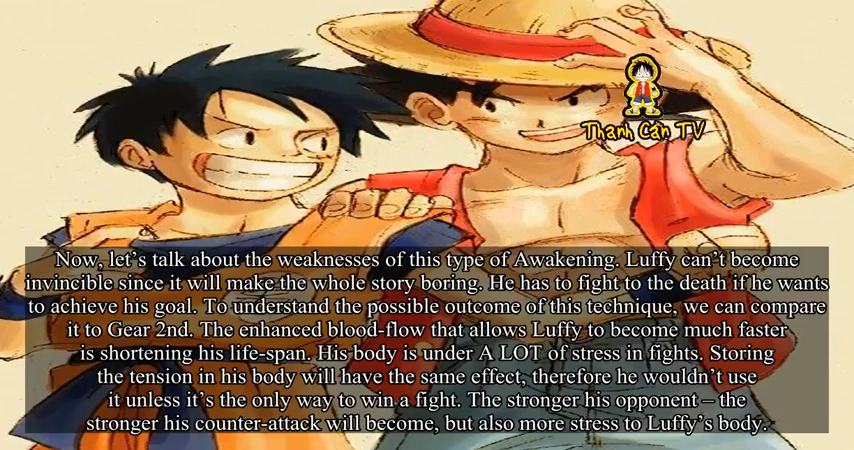 Thanh Cán TV
Now, let's talk about the weaknesses of this type of Awakening. Luffy can't become
invincible since it will make the whole story boring. He has to fight to the death if he wants
to achieve his goal. To understand the possible outcome of this technique, we can compare
it to Gear 2nd. The enhanced blood-flow that allows Luffy to become much faster
is shortening his life-span. His body is under A LOT of stress in fights. Storing
the tension in his body will have the same effect, therefore he wouldn't use
it unless it's the only way to win a fight. The stronger his opponent – the
stronger his counter-attack will become, but also more stress to Luffy's body.